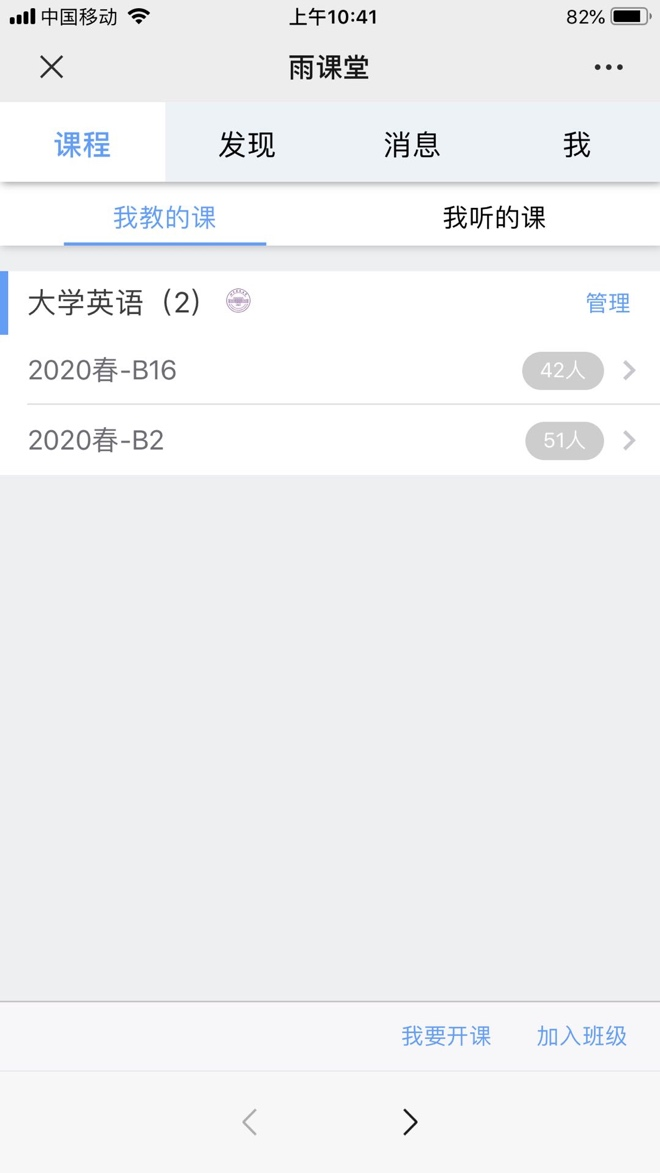 中国移动 上午10:41 82%
雨课堂
课程 发现 消息 我
我教的课 我听的课
大学英语（2） 管理
2020春-B16 42人
2020春-B2 51人
我要开课 加入班级